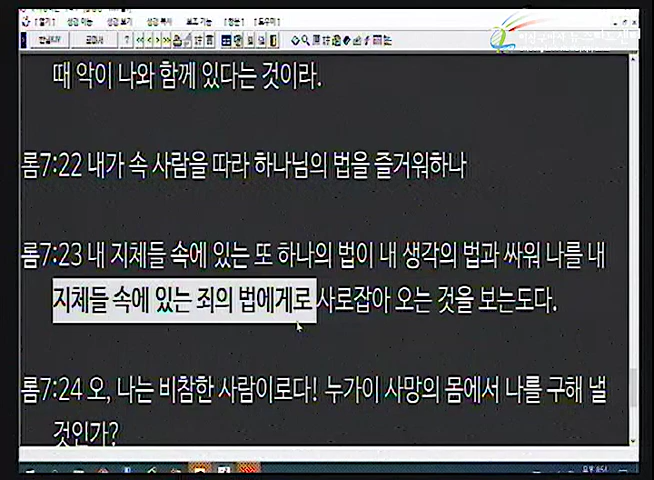 때 악이 나와 함께 있다는 것이라.
롬7:22 내가 속 사람을 따라 하나님의 법을 즐거워하나
롬7:23 내 지체들 속에 있는 또 하나의 법이 내 생각의 법과 싸워 나를 내
지체들 속에 있는 죄의 법에게로 사로잡아 오는 것을 보는도다.
롬7:24 오, 나는 비참한 사람이로다! 누가 이 사망의 몸에서 나를 구해 낼
것인가?